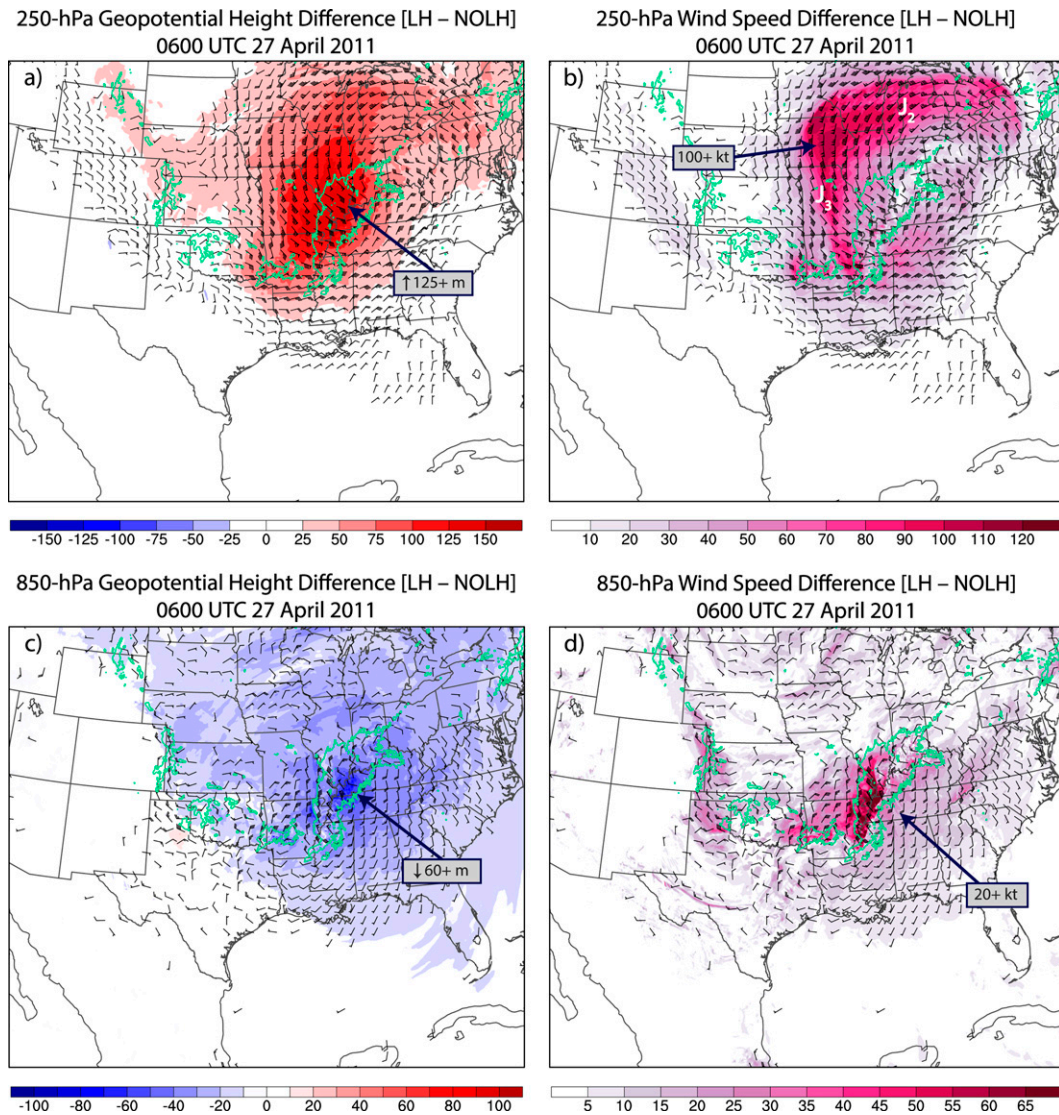 250-hPa Geopotential Height Difference [LH – NOLH]
0600 UTC 27 April 2011
250-hPa Wind Speed Difference [LH – NOLH]
0600 UTC 27 April 2011
a)
↑125+ m
b)
J2
100+ kt
J3
-150 -125 -100 -75 -50 -25 0 25 50 75 100 125 150
10 20 30 40 50 60 70 80 90 100 110 120
850-hPa Geopotential Height Difference [LH – NOLH]
0600 UTC 27 April 2011
850-hPa Wind Speed Difference [LH – NOLH]
0600 UTC 27 April 2011
c)
↓60+ m
d)
20+ kt
-100 -80 -60 -40 -20 0 20 40 60 80 100
5 10 15 20 25 30 35 40 45 50 55 60 65